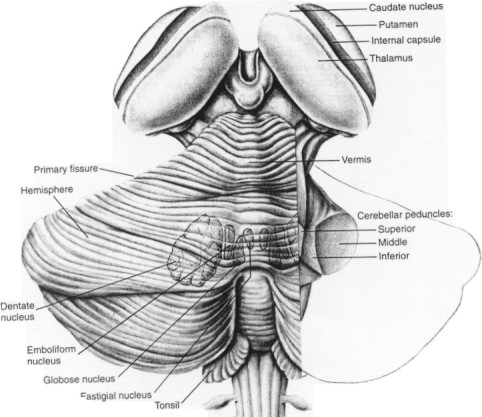 Caudate nucleus
Putamen
Internal capsule
Thalamus
Vermis
Primary fissure
Hemisphere
Cerebellar peduncles:
Superior
Middle
Inferior
Dentate
nucleus
Emboliform
nucleus
Globose nucleus
Fastigial nucleus
Tonsil